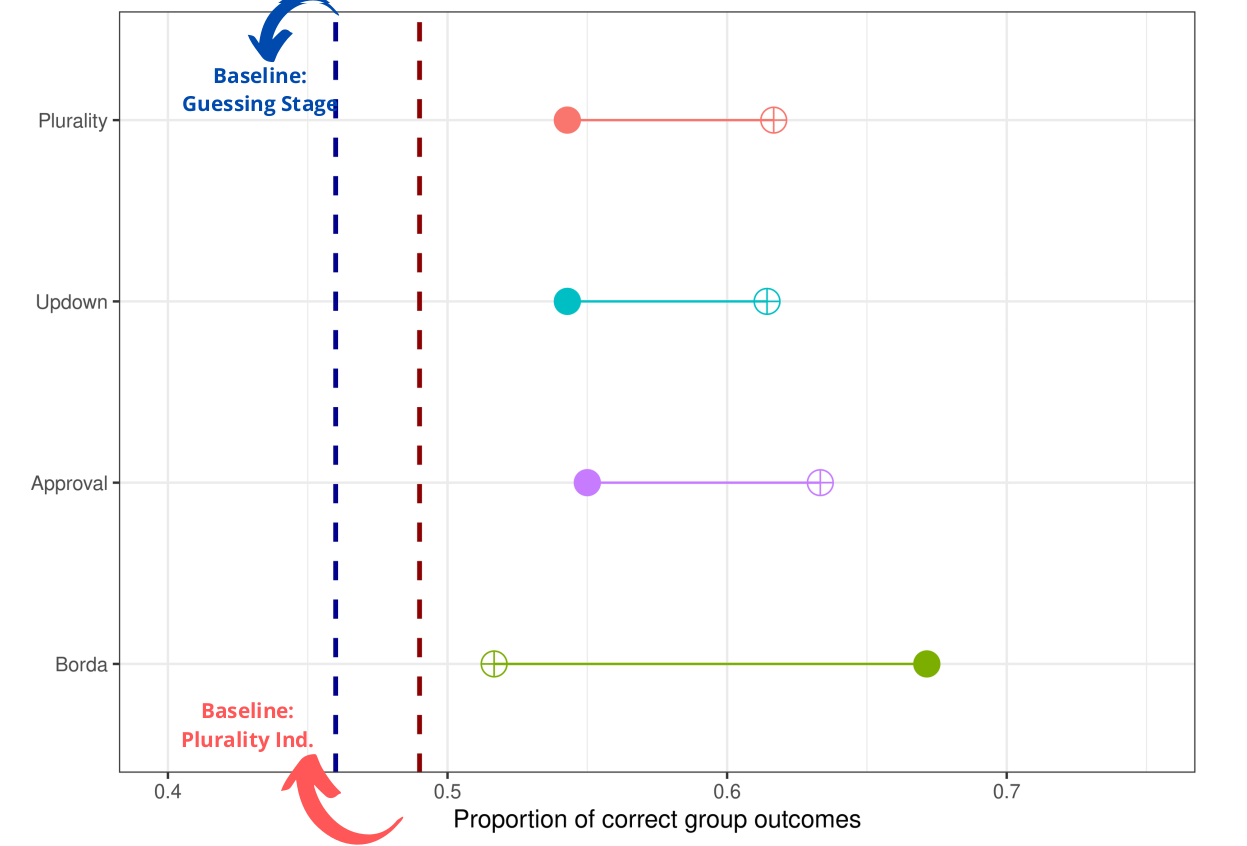 Baseline:
Guessing Stage
Plurality
Updown
Approval
Borda
Baseline:
Plurality Ind.
0.4 0.5 0.6 0.7
Proportion of correct group outcomes